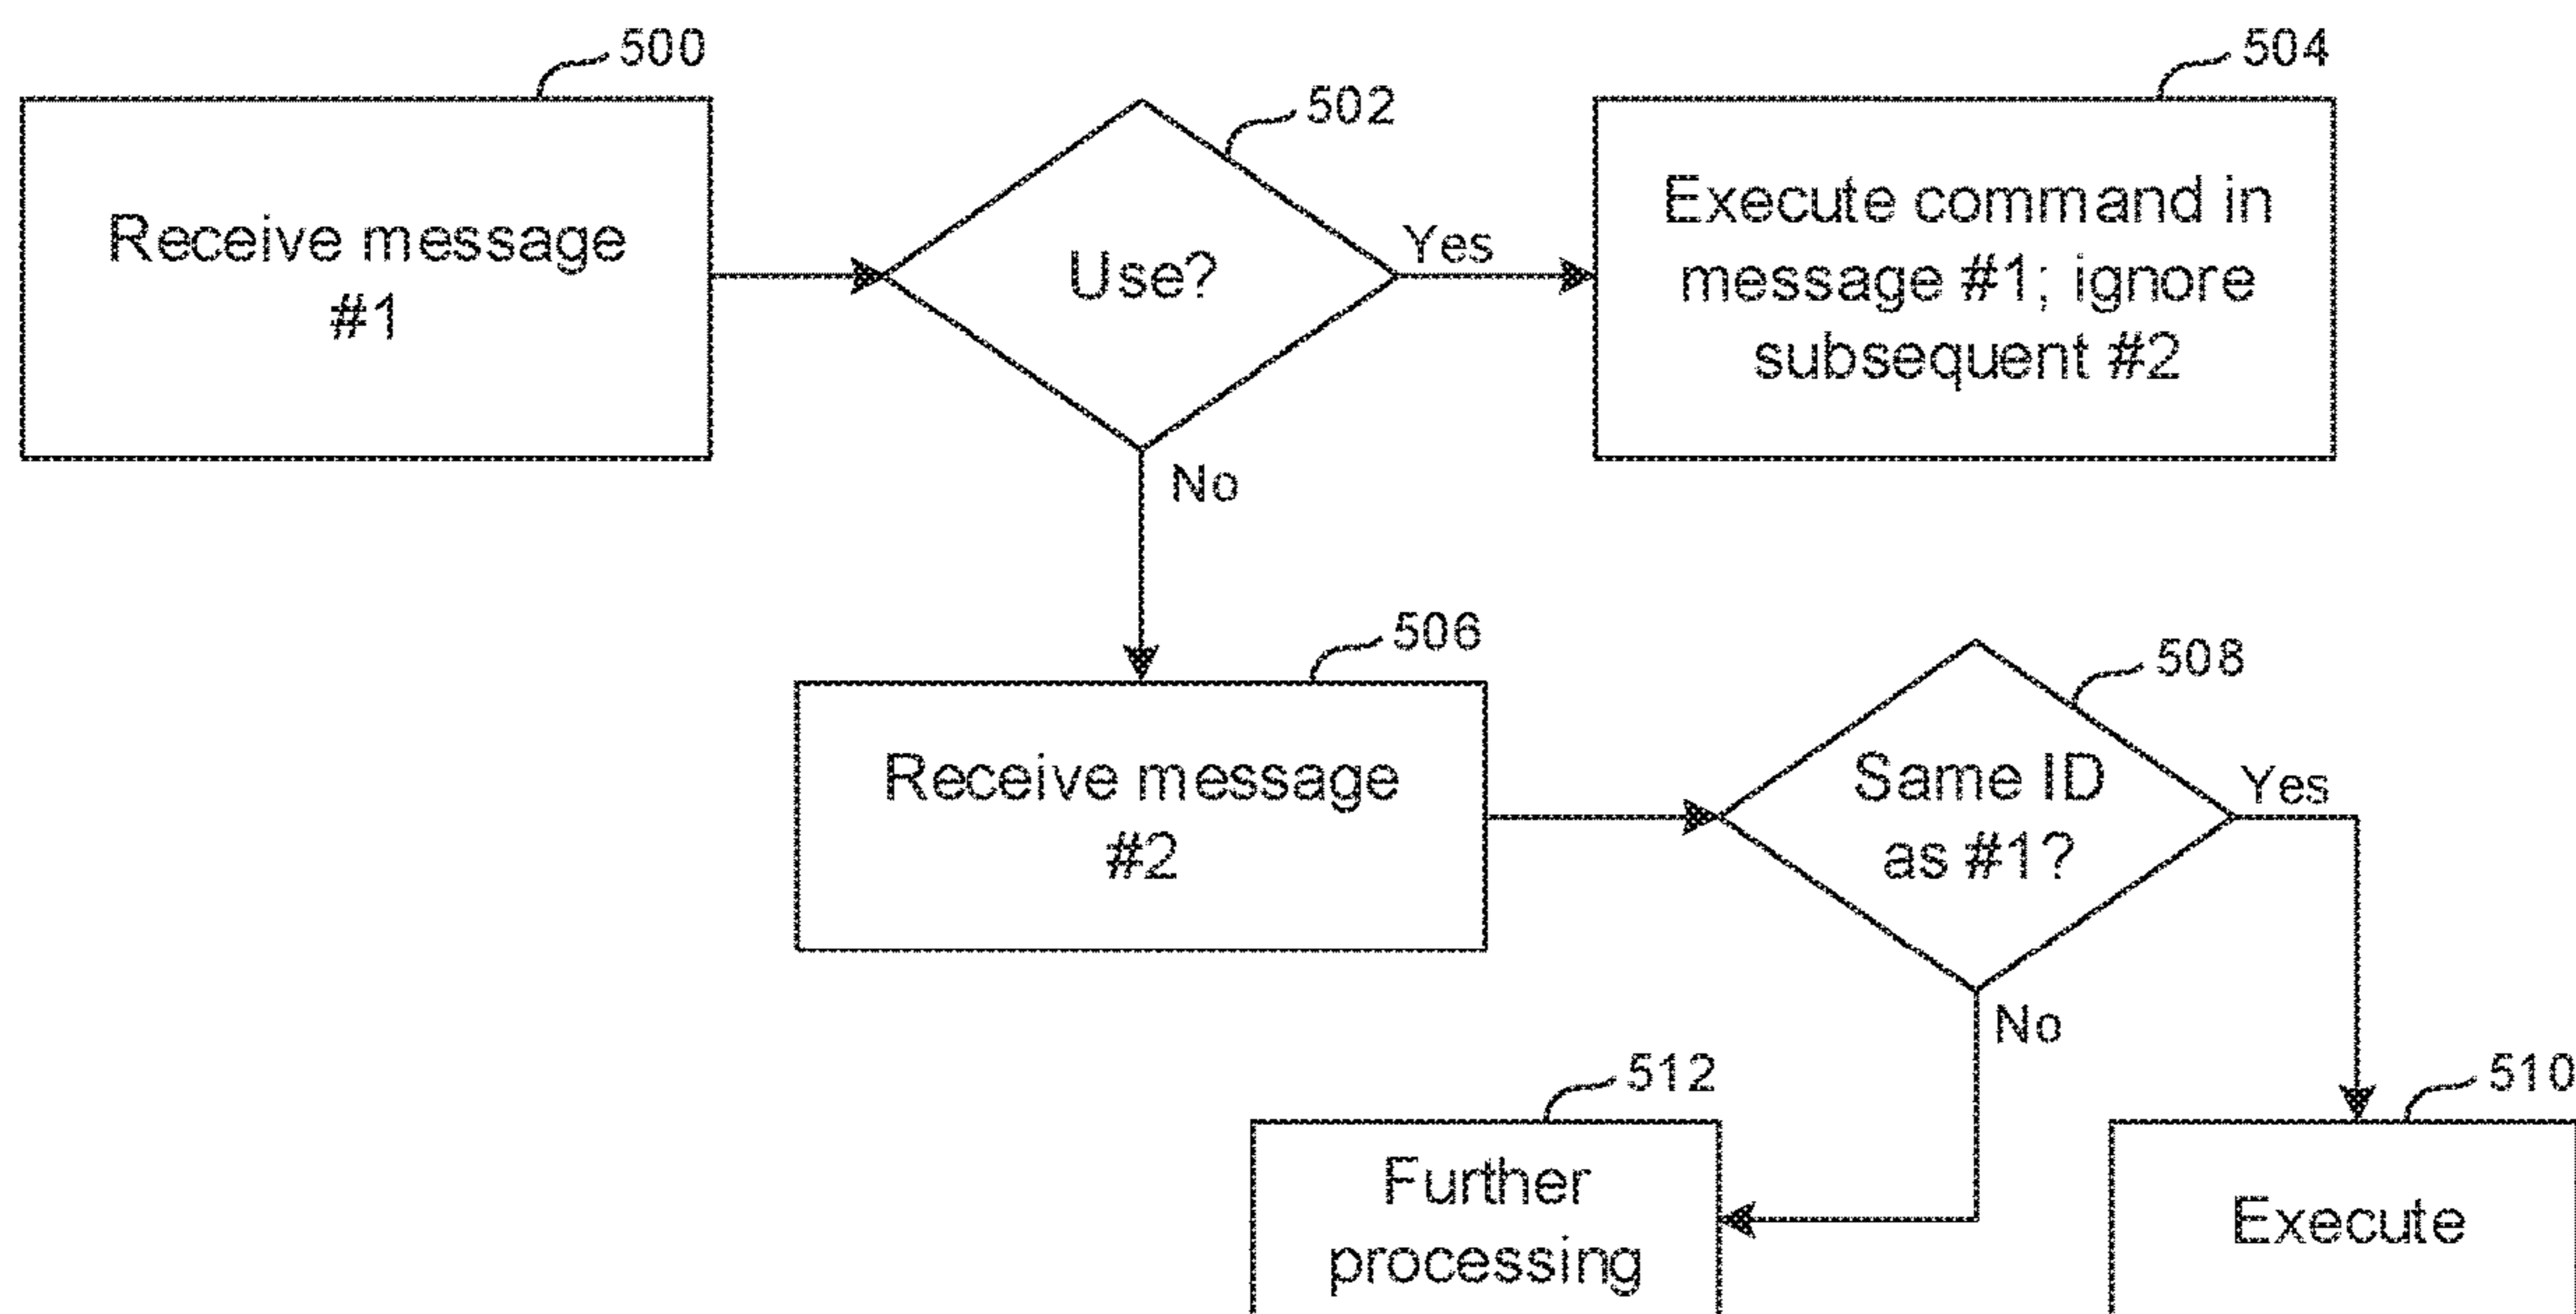 500
Receive message
#1
502
Use?
Yes
No
504
Execute command in
message #1; ignore
subsequent #2
506
Receive message
#2
508
Same ID
as #1?
Yes
No
512
Further
processing
510
Execute